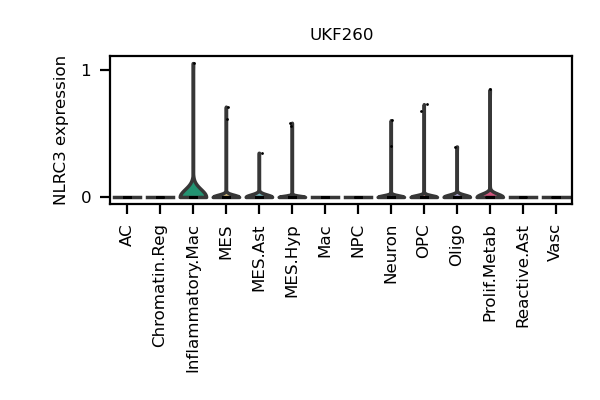 UKF260
NLRC3 expression
1
0
AC
Chromatin.Reg
Inflammatory.Mac
MES
MES.Ast
MES.Hyp
Mac
NPC
Neuron
OPC
Oligo
Prolif.Metab
Reactive.Ast
Vasc